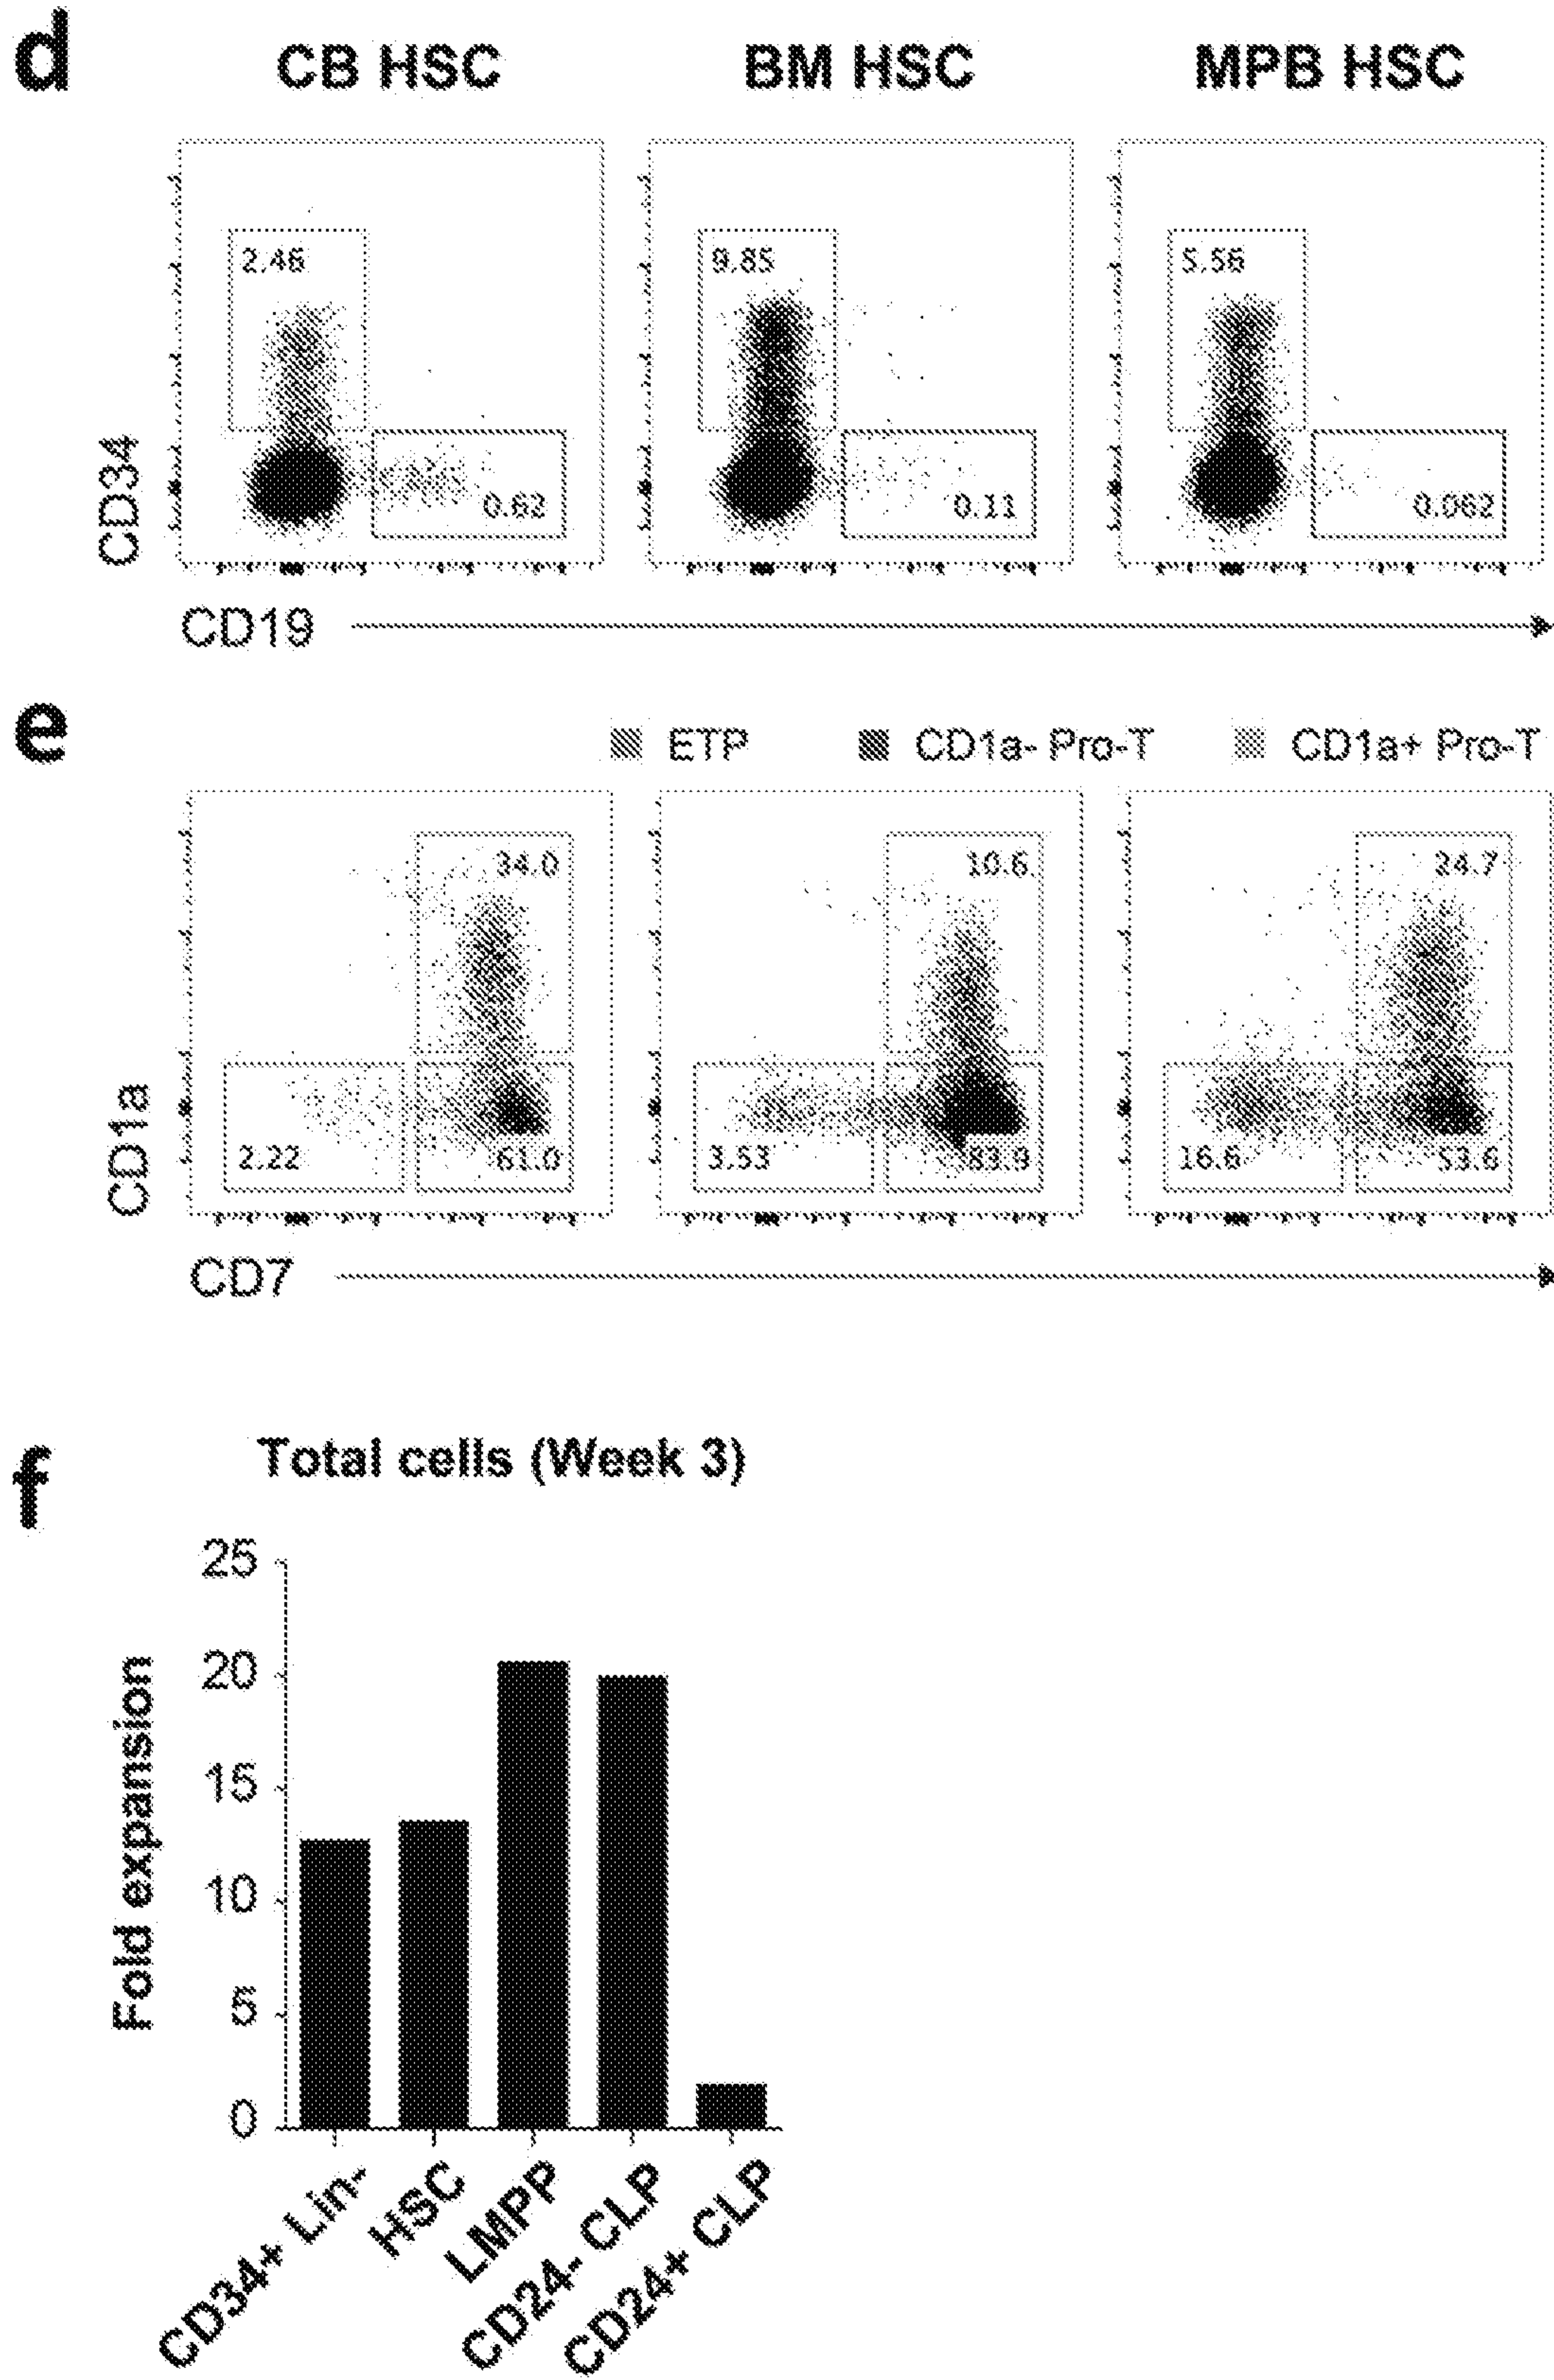 d
CB HSC BM HSC MPB HSC
2.46 9.85 5.56
0.62 0.11 0.062
CD34
CD19
e
ETP CD1a- Pro-T CD1a+ Pro-T
34.0 10.6 24.7
2.22 61.0 3.53 83.9 16.6 53.6
CD1a
CD7
f
Total cells (Week 3)
Fold expansion
25
20
15
10
5
0
CD34+ Lin-
HSC
LMPP
CD24- CLP
CD24+ CLP